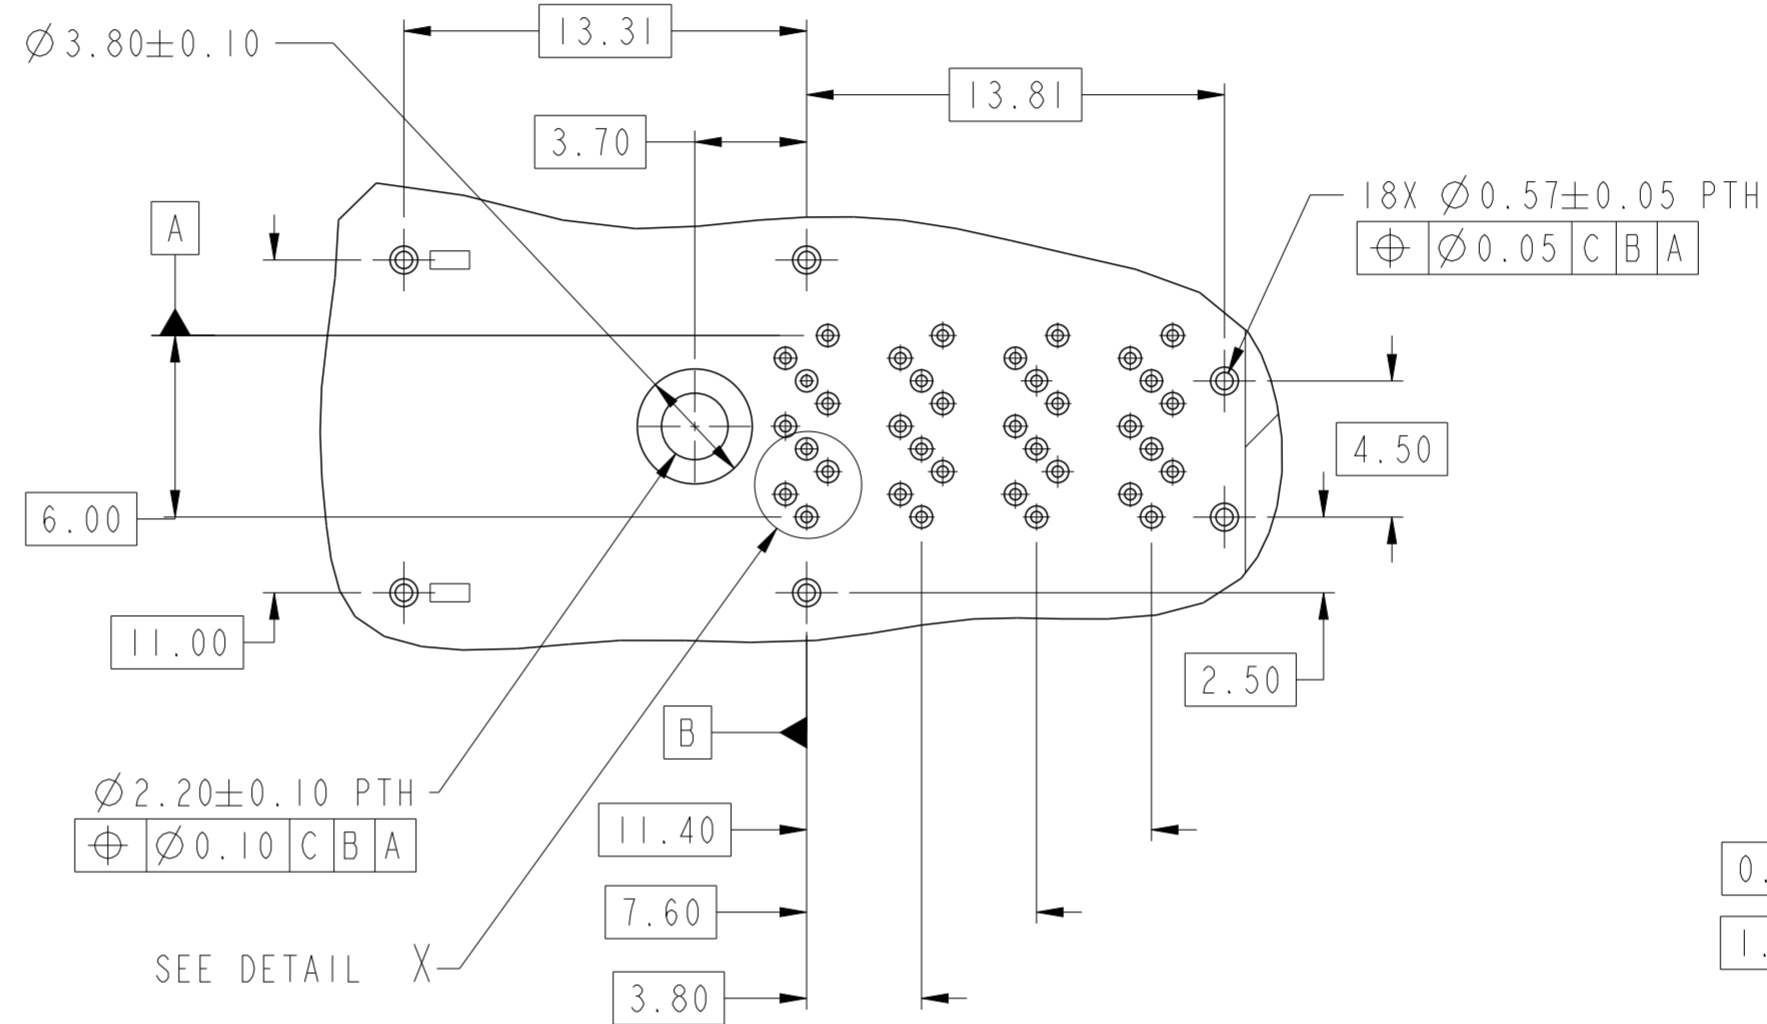 13.31
Ø3.80±0.10
13.81
3.70
18X Ø0.57±0.05 PTH
⌖ Ø0.05 C B A
A
4.50
6.00
11.00
2.50
B
Ø2.20±0.10 PTH
⌖ Ø0.10 C B A
11.40
0.
7.60
1.
SEE DETAIL X
3.80